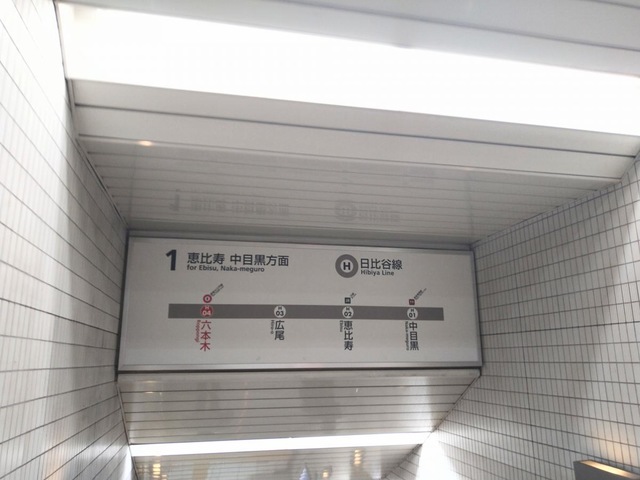 1 恵比寿 中目黒方面
for Ebisu, Naka-meguro
H 日比谷線
Hibiya Line
H 04 六本木
H 03 広尾
H 02 恵比寿
H 01 中目黒